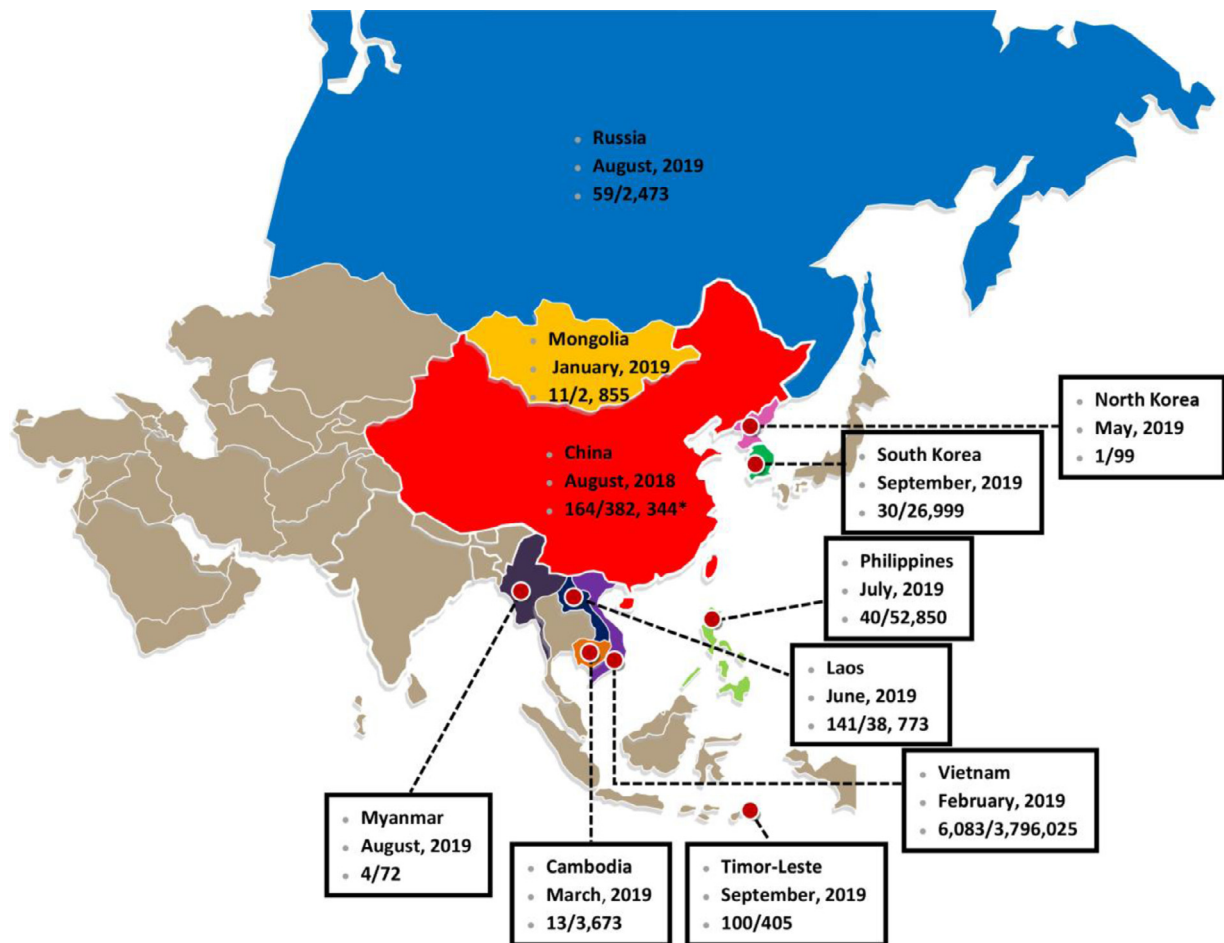 Russia
August, 2019
59/2,473
Mongolia
January, 2019
11/2, 855
China
August, 2018
164/382, 344*
North Korea
May, 2019
1/99
South Korea
September, 2019
30/26,999
Philippines
July, 2019
40/52,850
Laos
June, 2019
141/38, 773
Vietnam
February, 2019
6,083/3,796,025
Myanmar
August, 2019
4/72
Cambodia
March, 2019
13/3,673
Timor-Leste
September, 2019
100/405